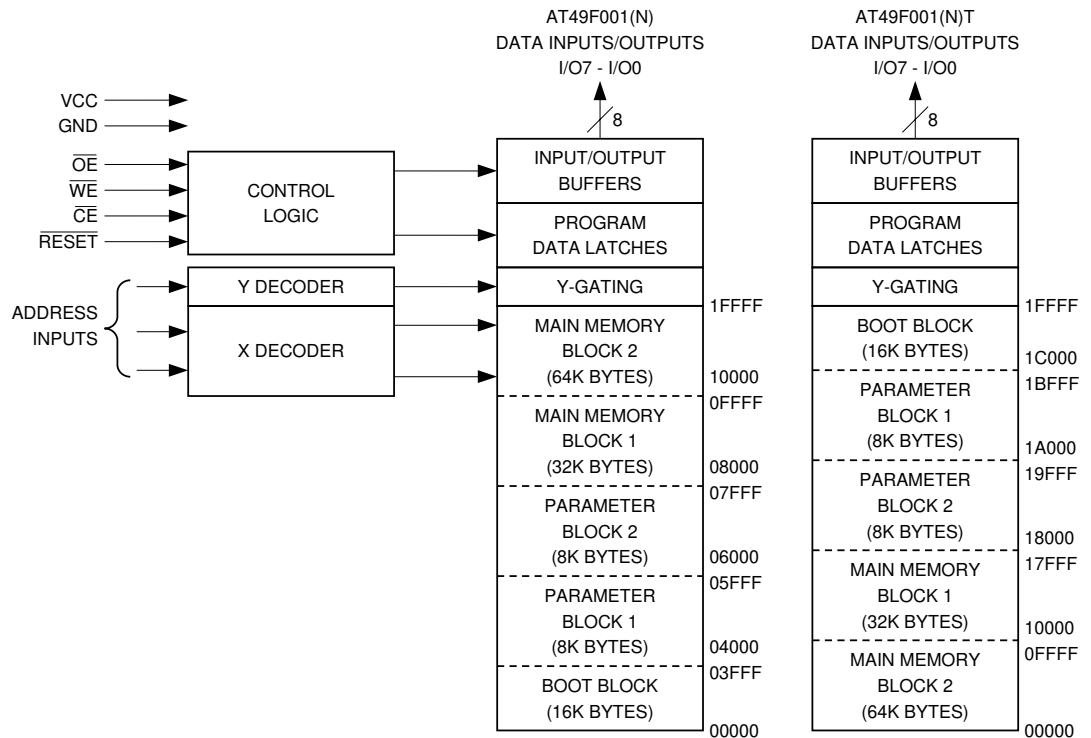 AT49F001(N)
DATA INPUTS/OUTPUTS
I/O7 - I/O0
8
AT49F001(N)T
DATA INPUTS/OUTPUTS
I/O7 - I/O0
8
VCC
GND
OE
WE
CE
RESET
ADDRESS
INPUTS
CONTROL
LOGIC
Y DECODER
X DECODER
INPUT/OUTPUT
BUFFERS
PROGRAM
DATA LATCHES
Y-GATING
1FFFF
MAIN MEMORY
BLOCK 2
(64K BYTES)
10000
0FFFF
MAIN MEMORY
BLOCK 1
(32K BYTES)
08000
07FFF
PARAMETER
BLOCK 2
(8K BYTES)
06000
05FFF
PARAMETER
BLOCK 1
(8K BYTES)
04000
03FFF
BOOT BLOCK
(16K BYTES)
00000
INPUT/OUTPUT
BUFFERS
PROGRAM
DATA LATCHES
Y-GATING
1FFFF
BOOT BLOCK
(16K BYTES)
1C000
1BFFF
PARAMETER
BLOCK 1
(8K BYTES)
1A000
19FFF
PARAMETER
BLOCK 2
(8K BYTES)
18000
17FFF
MAIN MEMORY
BLOCK 1
(32K BYTES)
10000
0FFFF
MAIN MEMORY
BLOCK 2
(64K BYTES)
00000